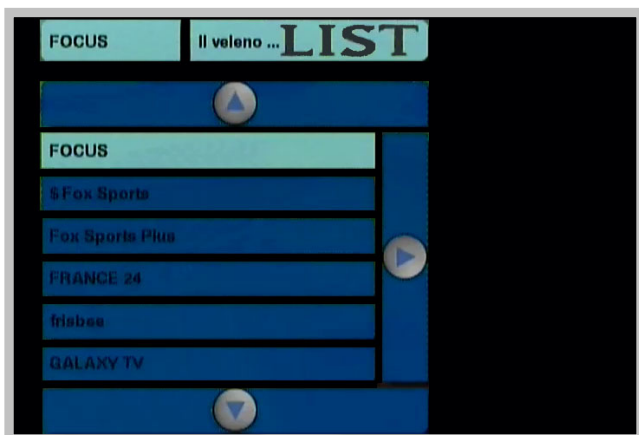 FOCUS Il veleno ... LIST
FOCUS
$ Fox Sports
Fox Sports Plus
FRANCE 24
frisbee
GALAXY TV